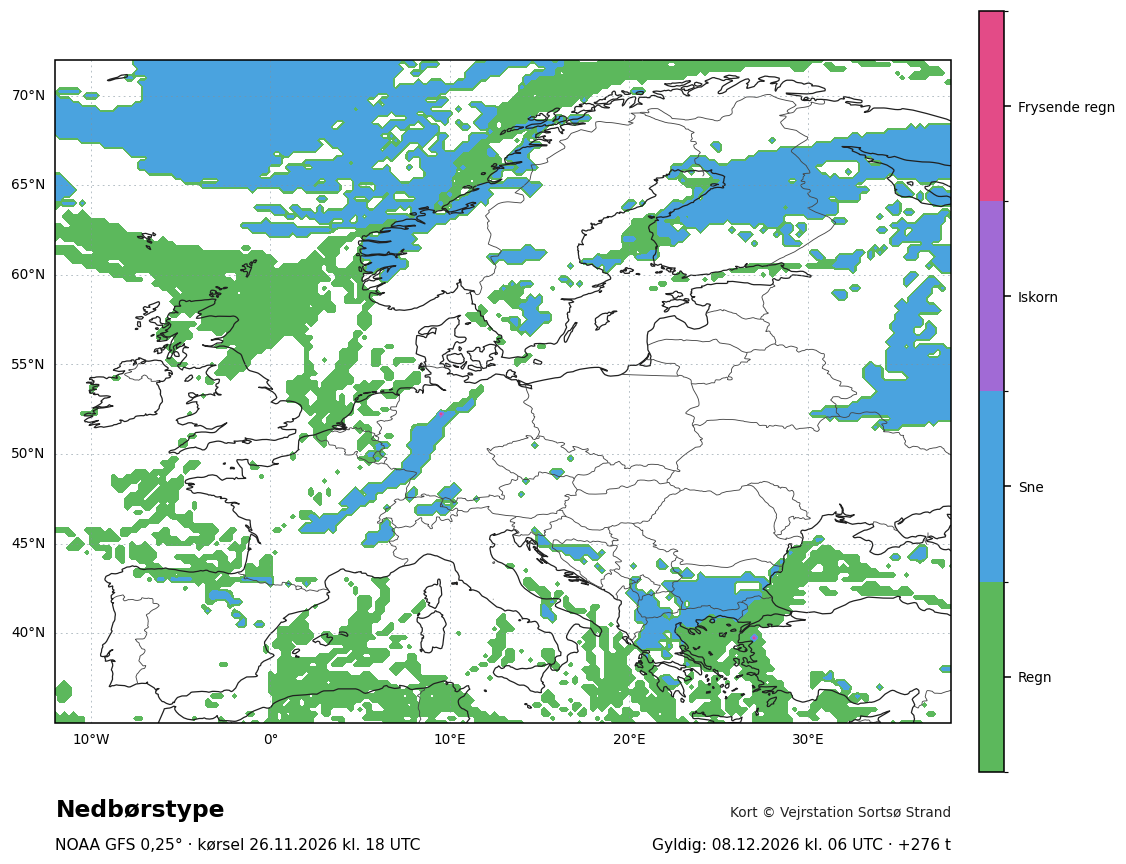 Frysende regn
Iskorn
Sne
Regn
70°N
65°N
60°N
55°N
50°N
45°N
40°N
10°W 0° 10°E 20°E 30°E
Nedbørstype
Kort © Vejrstation Sortsø Strand
NOAA GFS 0,25° · kørsel 26.11.2026 kl. 18 UTC
Gyldig: 08.12.2026 kl. 06 UTC · +276 t